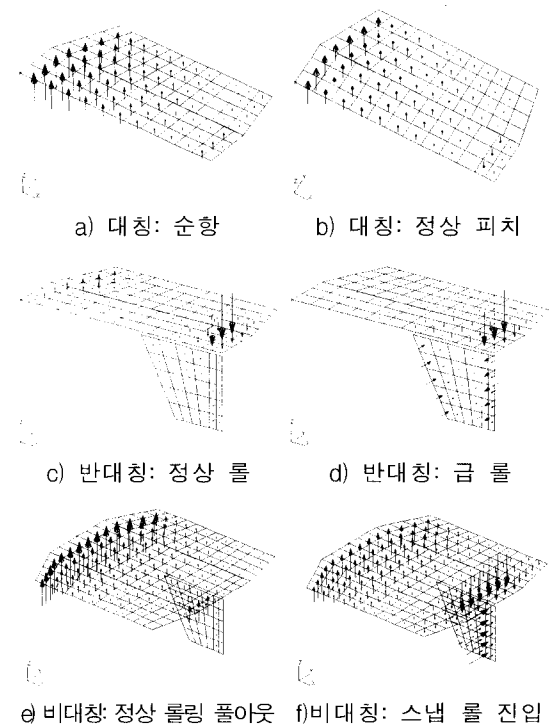 a) 대칭: 순항
b) 대칭: 정상 피치
c) 반대칭: 정상 롤
d) 반대칭: 급 롤
e) 비대칭: 정상 롤링 풀아웃
f)비대칭: 스냅 롤 진입